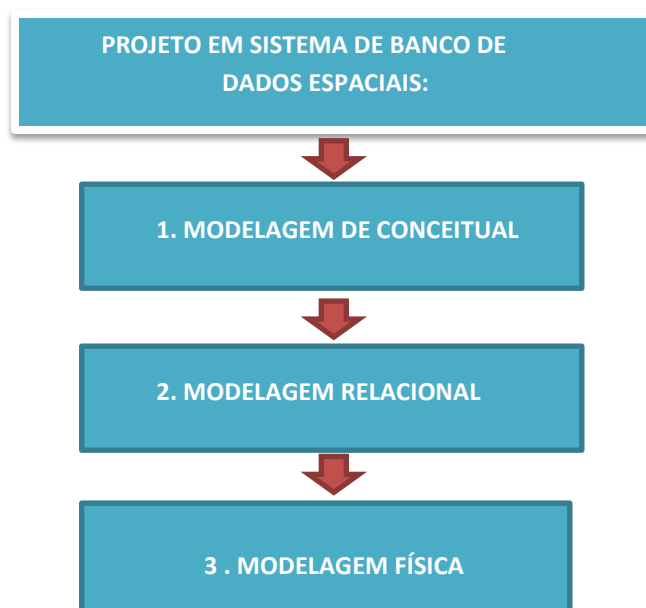 PROJETO EM SISTEMA DE BANCO DE
DADOS ESPACIAIS:
1. MODELAGEM DE CONCEITUAL
2. MODELAGEM RELACIONAL
3 . MODELAGEM FÍSICA